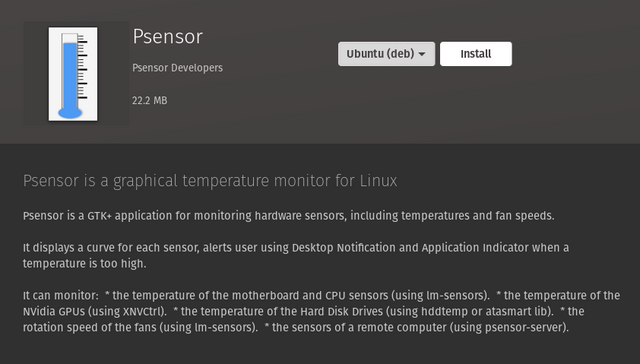 Psensor
Ubuntu (deb)
Install
Psensor Developers
22.2 MB
Psensor is a graphical temperature monitor for Linux
Psensor is a GTK+ application for monitoring hardware sensors, including temperatures and fan speeds.
It displays a curve for each sensor, alerts user using Desktop Notification and Application Indicator when a
temperature is too high.
It can monitor:  * the temperature of the motherboard and CPU sensors (using lm-sensors).  * the temperature of the
NVidia GPUs (using XNVCtrl).  * the temperature of the Hard Disk Drives (using hddtemp or atasmart lib).  * the
rotation speed of the fans (using lm-sensors).  * the sensors of a remote computer (using psensor-server).